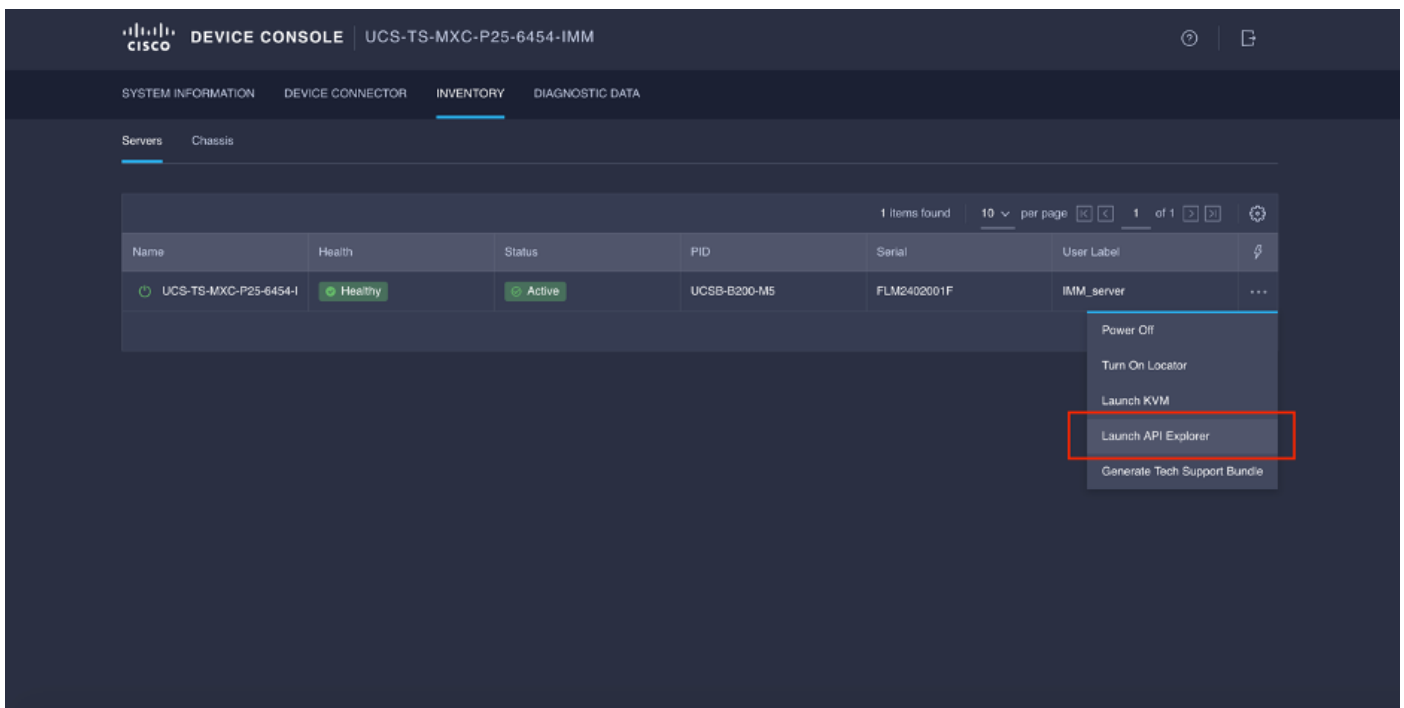 CISCO DEVICE CONSOLE UCS-TS-MXC-P25-6454-IMM
SYSTEM INFORMATION DEVICE CONNECTOR INVENTORY DIAGNOSTIC DATA
Servers Chassis
1 items found 10 per page 1 of 1
Name Health Status PID Serial User Label
UCS-TS-MXC-P25-6454-I Healthy Active UCSB-B200-M5 FLM2402001F IMM_server ...
Power Off
Turn On Locator
Launch KVM
Launch API Explorer
Generate Tech Support Bundle